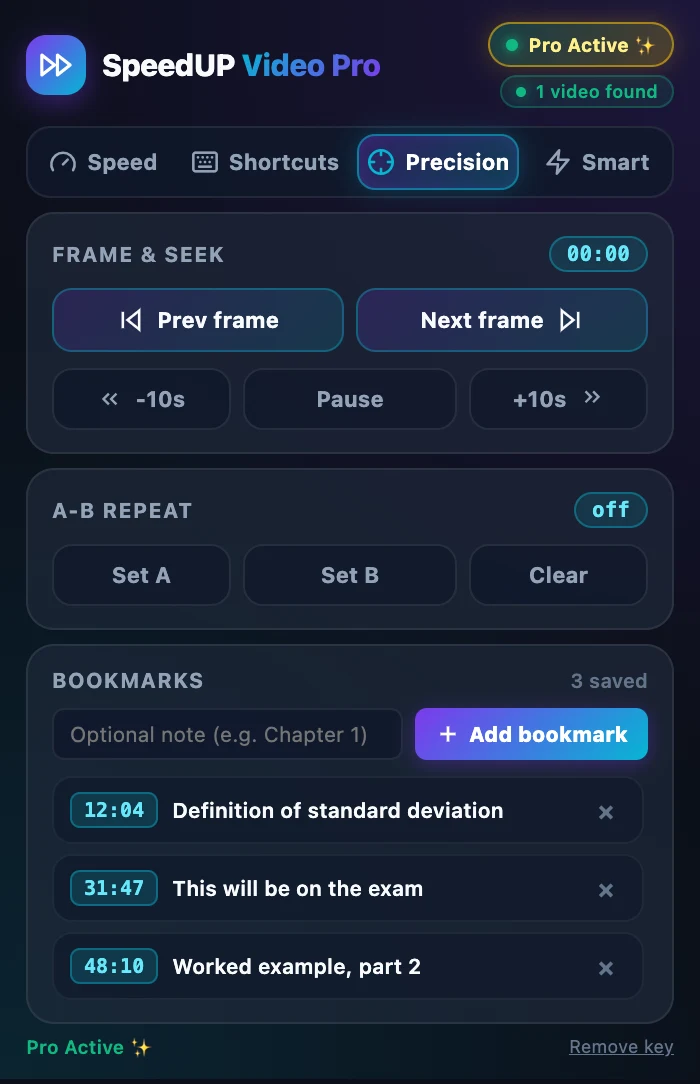 SpeedUP Video Pro
Pro Active ✨
1 video found
Speed
Shortcuts
Precision
Smart
FRAME & SEEK
00:00
Prev frame
Next frame
« -10s
Pause
+10s »
A-B REPEAT
off
Set A
Set B
Clear
BOOKMARKS
3 saved
Optional note (e.g. Chapter 1)
+ Add bookmark
12:04 Definition of standard deviation ×
31:47 This will be on the exam ×
48:10 Worked example, part 2 ×
Pro Active ✨
Remove key